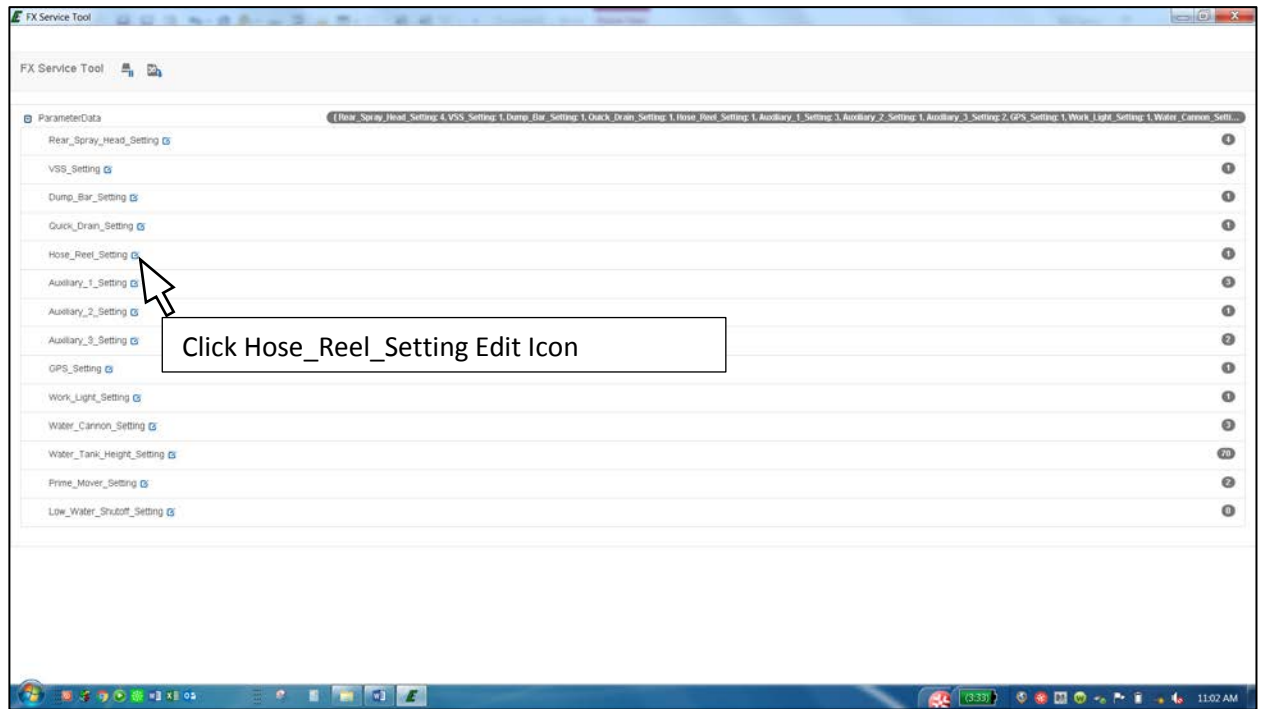 FX Service Tool
FX Service Tool
ParameterData
{ Rear_Spray_Head_Setting: 4, VSS_Setting: 1, Dump_Bar_Setting: 1, Quick_Drain_Setting: 1, Hose_Reel_Setting: 1, Auxiliary_1_Setting: 3, Auxiliary_2_Setting: 1, Auxiliary_3_Setting: 2, GPS_Setting: 1, Work_Light_Setting: 1, Water_Cannon_Setti...
Rear_Spray_Head_Setting 4
VSS_Setting 1
Dump_Bar_Setting 1
Quick_Drain_Setting 1
Hose_Reel_Setting 1
Auxiliary_1_Setting 3
Auxiliary_2_Setting 1
Auxiliary_3_Setting 2
Click Hose_Reel_Setting Edit Icon
GPS_Setting 1
Work_Light_Setting 1
Water_Cannon_Setting 3
Water_Tank_Height_Setting 70
Prime_Mover_Setting 2
Low_Water_Shutoff_Setting 0
(3:33)
11:02 AM